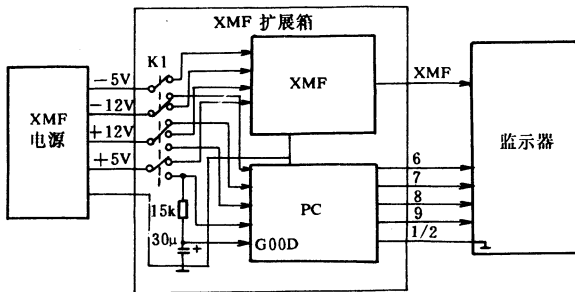 XMF 扩展箱
K1
XMF
电源
−5V
−12V
+12V
+5V
XMF
XMF
监示器
PC
15k
30μ
+
G00D
6
7
8
9
1/2